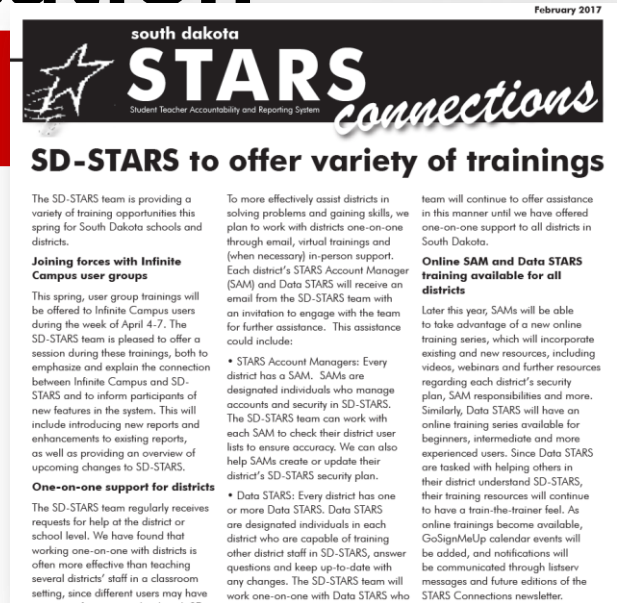 February 2017
south dakota
STARS
Student Teacher Accountability and Reporting System
connections
SD-STARS to offer variety of trainings
The SD-STARS team is providing a
variety of training opportunities this
spring for South Dakota schools and
districts.
Joining forces with Infinite
Campus user groups
This spring, user group trainings will
be offered to Infinite Campus users
during the week of April 4-7. The
SD-STARS team is pleased to offer a
session during these trainings, both to
emphasize and explain the connection
between Infinite Campus and SD-
STARS and to inform participants of
new features in the system. This will
include introducing new reports and
enhancements to existing reports,
as well as providing an overview of
upcoming changes to SD-STARS.
One-on-one support for districts
The SD-STARS team regularly receives
requests for help at the district or
school level. We have found that
working one-on-one with districts is
often more effective than teaching
several districts' staff in a classroom
setting, since different users may have
To more effectively assist districts in
solving problems and gaining skills, we
plan to work with districts one-on-one
through email, virtual trainings and
(when necessary) in-person support.
Each district's STARS Account Manager
(SAM) and Data STARS will receive an
email from the SD-STARS team with
an invitation to engage with the team
for further assistance. This assistance
could include:
• STARS Account Managers: Every
district has a SAM. SAMs are
designated individuals who manage
accounts and security in SD-STARS.
The SD-STARS team can work with
each SAM to check their district user
lists to ensure accuracy. We can also
help SAMs create or update their
district's SD-STARS security plan.
• Data STARS: Every district has one
or more Data STARS. Data STARS
are designated individuals in each
district who are capable of training
other district staff in SD-STARS, answer
questions and keep up-to-date with
any changes. The SD-STARS team will
work one-on-one with Data STARS who
team will continue to offer assistance
in this manner until we have offered
one-on-one support to all districts in
South Dakota.
Online SAM and Data STARS
training available for all
districts
Later this year, SAMs will be able
to take advantage of a new online
training series, which will incorporate
existing and new resources, including
videos, webinars and further resources
regarding each district's security
plan, SAM responsibilities and more.
Similarly, Data STARS will have an
online training series available for
beginners, intermediate and more
experienced users. Since Data STARS
are tasked with helping others in
their district understand SD-STARS,
their training resources will continue
to have a train-the-trainer feel. As
online trainings become available,
GoSignMeUp calendar events will
be added, and notifications will
be communicated through listserv
messages and future editions of the
STARS Connections newsletter.